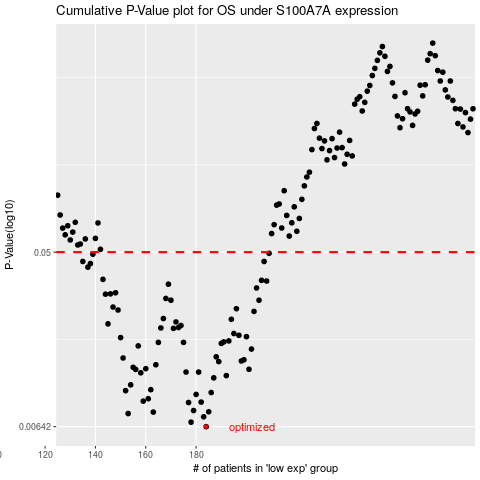 Cumulative P-Value plot for OS under S100A7A expression
P-Value(log10)
0.05
0.00642
optimized
0 120 140 160 180
# of patients in 'low exp' group